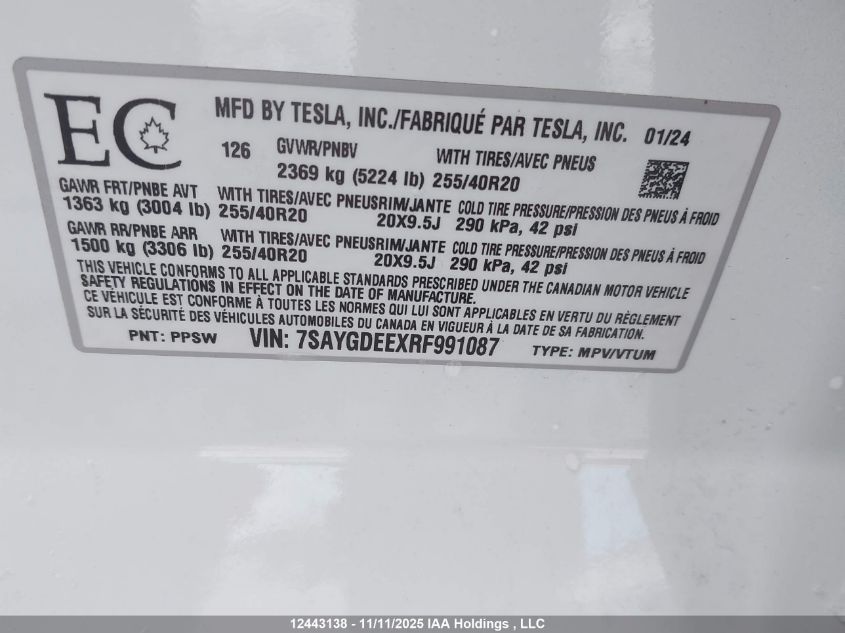 EC
MFD BY TESLA, INC./FABRIQUÉ PAR TESLA, INC. 01/24
126 GVWR/PNBV WITH TIRES/AVEC PNEUS
2369 kg (5224 lb) 255/40R20
GAWR FRT/PNBE AVT WITH TIRES/AVEC PNEUS RIM/JANTE COLD TIRE PRESSURE/PRESSION DES PNEUS À FROID
1363 kg (3004 lb) 255/40R20 20X9.5J 290 kPa, 42 psi
GAWR RR/PNBE ARR WITH TIRES/AVEC PNEUS RIM/JANTE COLD TIRE PRESSURE/PRESSION DES PNEUS À FROID
1500 kg (3306 lb) 255/40R20 20X9.5J 290 kPa, 42 psi
THIS VEHICLE CONFORMS TO ALL APPLICABLE STANDARDS PRESCRIBED UNDER THE CANADIAN MOTOR VEHICLE
SAFETY REGULATIONS IN EFFECT ON THE DATE OF MANUFACTURE.
CE VÉHICULE EST CONFORME À TOUTES LES NORMES QUI LUI SONT APPLICABLES EN VERTU DU RÈGLEMENT
SUR LA SÉCURITÉ DES VÉHICULES AUTOMOBILES DU CANADA EN VIGUEUR À LA DATE DE SA FABRICATION.
PNT: PPSW VIN: 7SAYGDEEXRF991087 TYPE: MPV/VTUM
12443138 - 11/11/2025 IAA Holdings , LLC